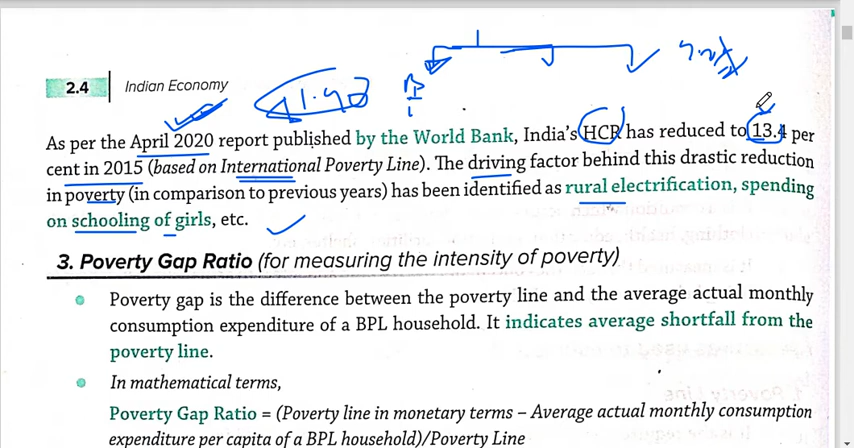 2.4 Indian Economy
As per the April 2020 report published by the World Bank, India's HCR has reduced to 13.4 per
cent in 2015 (based on International Poverty Line). The driving factor behind this drastic reduction
in poverty (in comparison to previous years) has been identified as rural electrification, spending
on schooling of girls, etc.
3. Poverty Gap Ratio (for measuring the intensity of poverty)
Poverty gap is the difference between the poverty line and the average actual monthly
consumption expenditure of a BPL household. It indicates average shortfall from the
poverty line.
In mathematical terms,
Poverty Gap Ratio = (Poverty line in monetary terms – Average actual monthly consumption
expenditure per capita of a BPL household)/Poverty Line